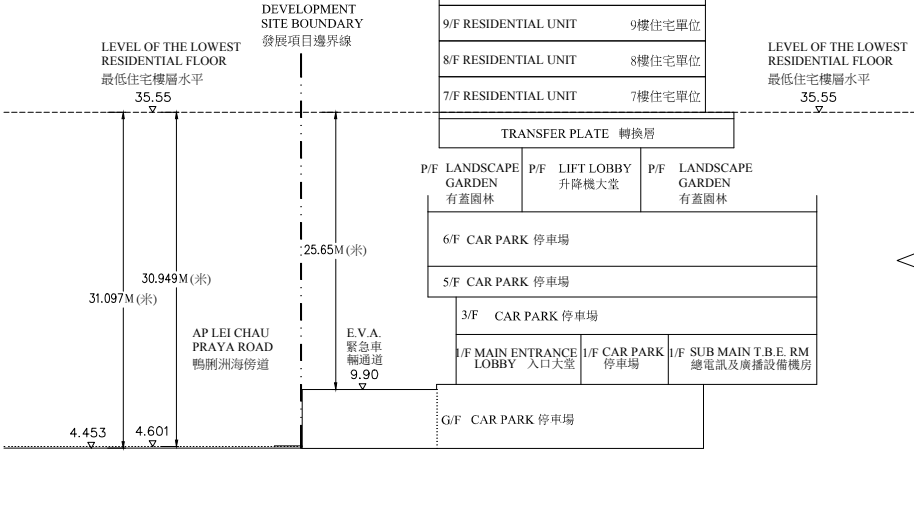 DEVELOPMENT
SITE BOUNDARY
發展項目邊界線
9/F RESIDENTIAL UNIT 9樓住宅單位
8/F RESIDENTIAL UNIT 8樓住宅單位
7/F RESIDENTIAL UNIT 7樓住宅單位
LEVEL OF THE LOWEST
RESIDENTIAL FLOOR
最低住宅樓層水平
35.55
LEVEL OF THE LOWEST
RESIDENTIAL FLOOR
最低住宅樓層水平
35.55
TRANSFER PLATE 轉換層
P/F LANDSCAPE
GARDEN
有蓋園林
P/F LIFT LOBBY
升降機大堂
P/F LANDSCAPE
GARDEN
有蓋園林
6/F CAR PARK 停車場
5/F CAR PARK 停車場
3/F CAR PARK 停車場
25.65M(米)
30.949M(米)
31.097M(米)
AP LEI CHAU
PRAYA ROAD
鴨脷洲海傍道
E.V.A.
緊急車
輛通道
9.90
1/F MAIN ENTRANCE
LOBBY 入口大堂
1/F CAR PARK
停車場
1/F SUB MAIN T.B.E. RM
總電訊及廣播設備機房
G/F CAR PARK 停車場
4.453
4.601